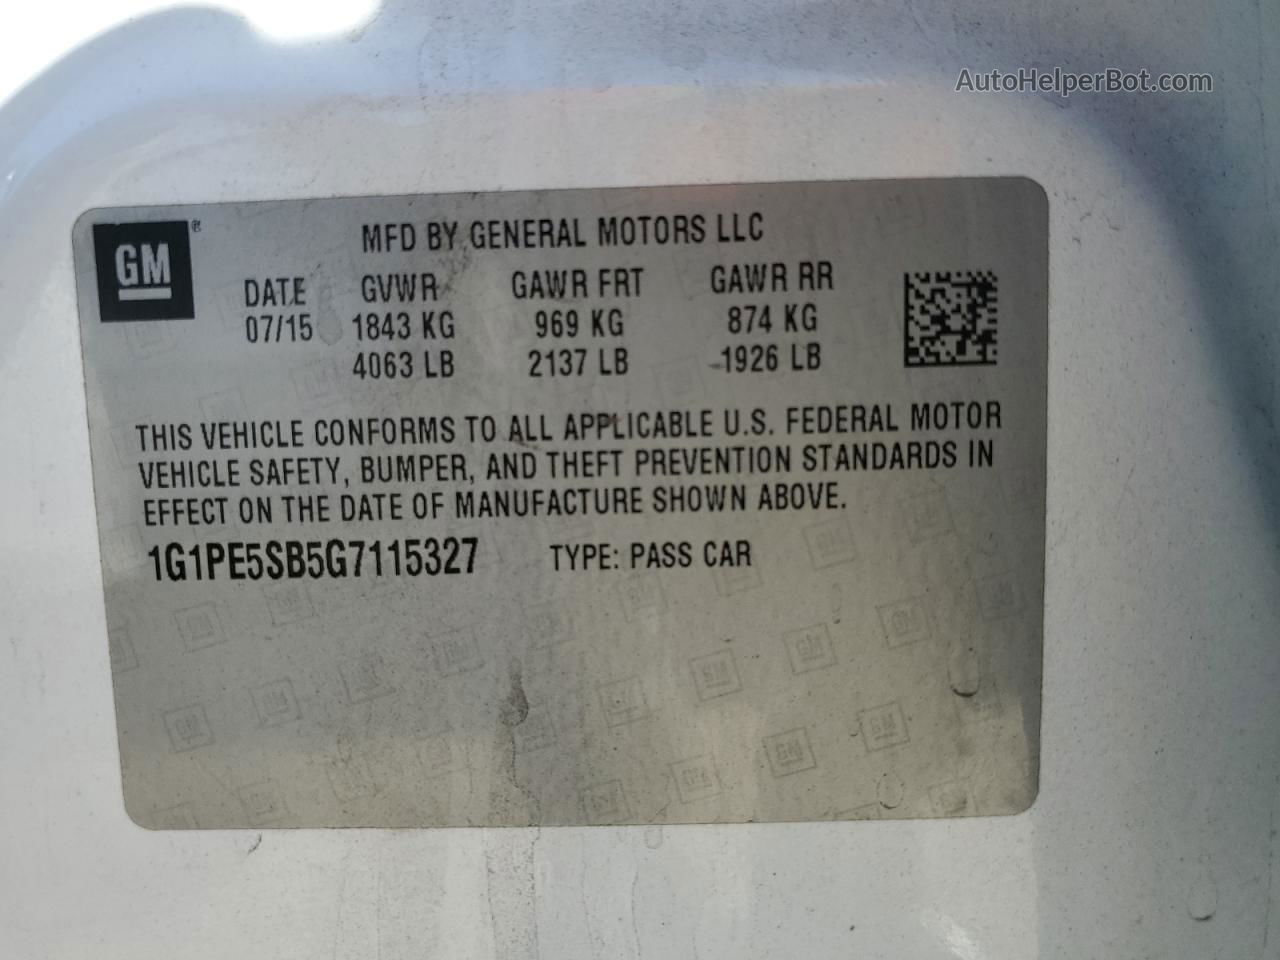 AutoHelperBot.com
GM ®
MFD BY GENERAL MOTORS LLC
DATE GVWR GAWR FRT GAWR RR
07/15 1843 KG 969 KG 874 KG
4063 LB 2137 LB 1926 LB
THIS VEHICLE CONFORMS TO ALL APPLICABLE U.S. FEDERAL MOTOR
VEHICLE SAFETY, BUMPER, AND THEFT PREVENTION STANDARDS IN
EFFECT ON THE DATE OF MANUFACTURE SHOWN ABOVE.
1G1PE5SB5G7115327 TYPE: PASS CAR